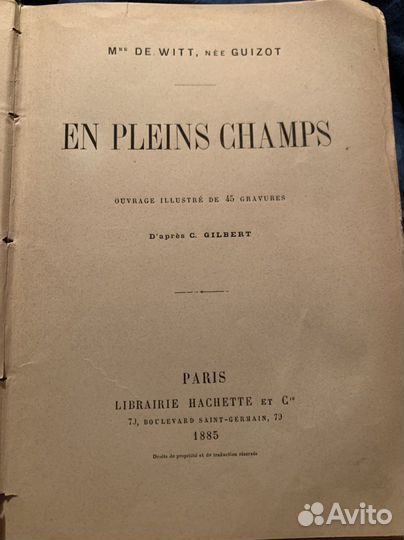 Mme DE WITT, NÉE GUIZOT
EN PLEINS CHAMPS
OUVRAGE ILLUSTRÉ DE 45 GRAVURES
D'après C. GILBERT
PARIS
LIBRAIRIE HACHETTE ET Cie
79, BOULEVARD SAINT-GERMAIN, 79
1885
Droits de propriété et de traduction réservés
Avito